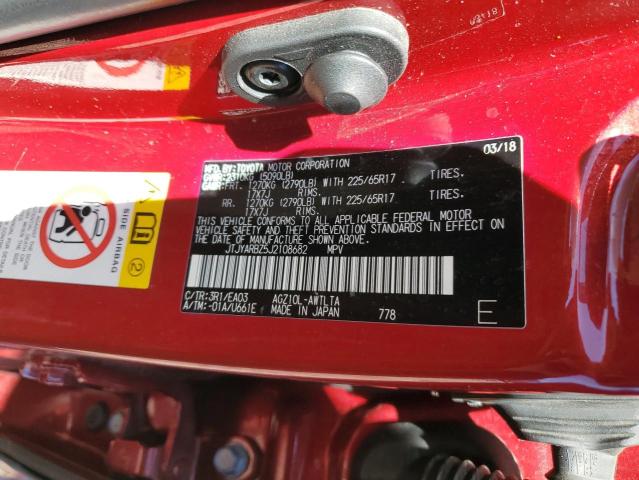 MFD. BY: TOYOTA MOTOR CORPORATION 03/18
GVWR: 2310KG (5090LB)
GAWR: FRT. 1270KG (2790LB) WITH 225/65R17 TIRES.
17X7J RIMS.
RR. 1270KG (2790LB) WITH 225/65R17 TIRES.
17X7J RIMS.
THIS VEHICLE CONFORMS TO ALL APPLICABLE FEDERAL MOTOR
VEHICLE SAFETY AND THEFT PREVENTION STANDARDS IN EFFECT
ON THE DATE OF MANUFACTURE SHOWN ABOVE.
JTJYARBZ5J2108682 MPV
C/TR: 3R1/EA03 AGZ10L-AWTLTA
A/TM: -01A/U661E MADE IN JAPAN 778 E
SIDE AIRBAG